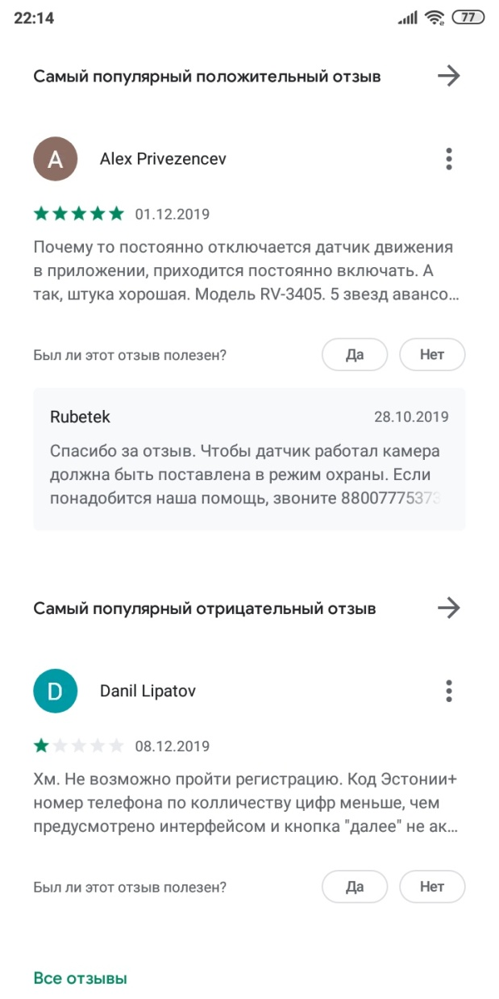 22:14
77
Самый популярный положительный отзыв
A
Alex Privezencev
01.12.2019
Почему то постоянно отключается датчик движения
в приложении, приходится постоянно включать. А
так, штука хорошая. Модель RV-3405. 5 звезд авансо...
Был ли этот отзыв полезен?
Да
Нет
Rubetek
28.10.2019
Спасибо за отзыв. Чтобы датчик работал камера
должна быть поставлена в режим охраны. Если
понадобится наша помощь, звоните 88007775373
Самый популярный отрицательный отзыв
D
Danil Lipatov
08.12.2019
Хм. Не возможно пройти регистрацию. Код Эстонии+
номер телефона по колличеству цифр меньше, чем
предусмотрено интерфейсом и кнопка "далее" не ак...
Был ли этот отзыв полезен?
Да
Нет
Все отзывы